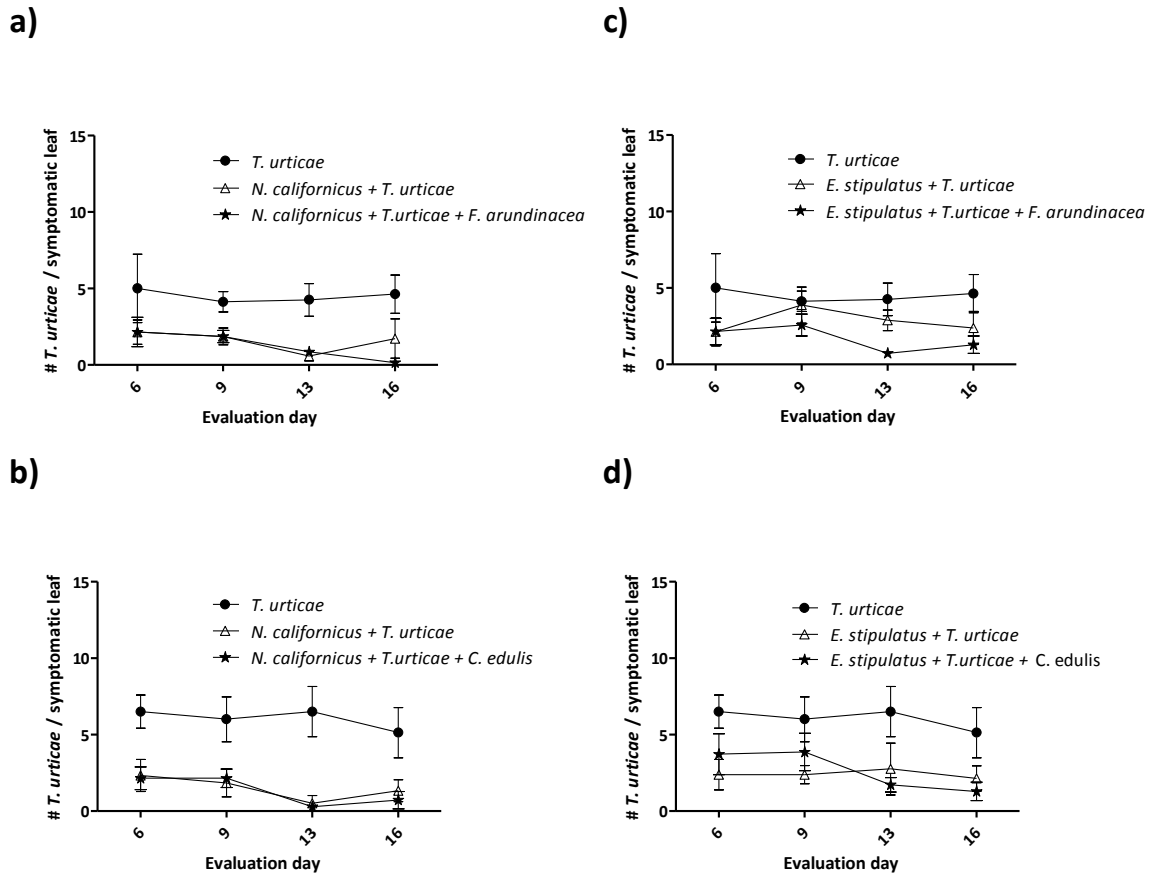 a)
# T. urticae / symptomatic leaf
15
10
5
0
T. urticae
N. californicus + T. urticae
N. californicus + T.urticae + F. arundinacea
6
9
13
16
Evaluation day
c)
# T. urticae / symptomatic leaf
15
10
5
0
T. urticae
E. stipulatus + T. urticae
E. stipulatus + T.urticae + F. arundinacea
6
9
13
16
Evaluation day
b)
# T. urticae / symptomatic leaf
15
10
5
0
T. urticae
N. californicus + T. urticae
N. californicus + T.urticae + C. edulis
6
9
13
16
Evaluation day
d)
# T. urticae / symptomatic leaf
15
10
5
0
T. urticae
E. stipulatus + T. urticae
E. stipulatus + T.urticae + C. edulis
6
9
13
16
Evaluation day